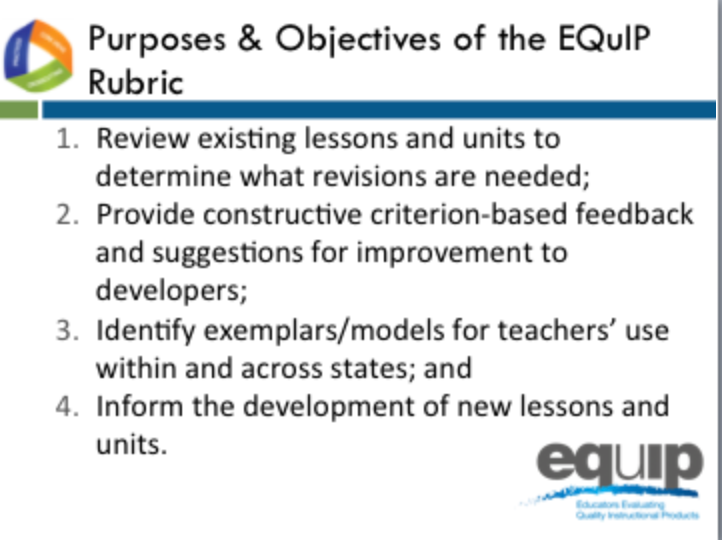 Purposes & Objectives of the EQuIP
Rubric
1. Review existing lessons and units to
determine what revisions are needed;
2. Provide constructive criterion-based feedback
and suggestions for improvement to
developers;
3. Identify exemplars/models for teachers’ use
within and across states; and
4. Inform the development of new lessons and
units.
equip
Educators Evaluating
Quality Instructional Products